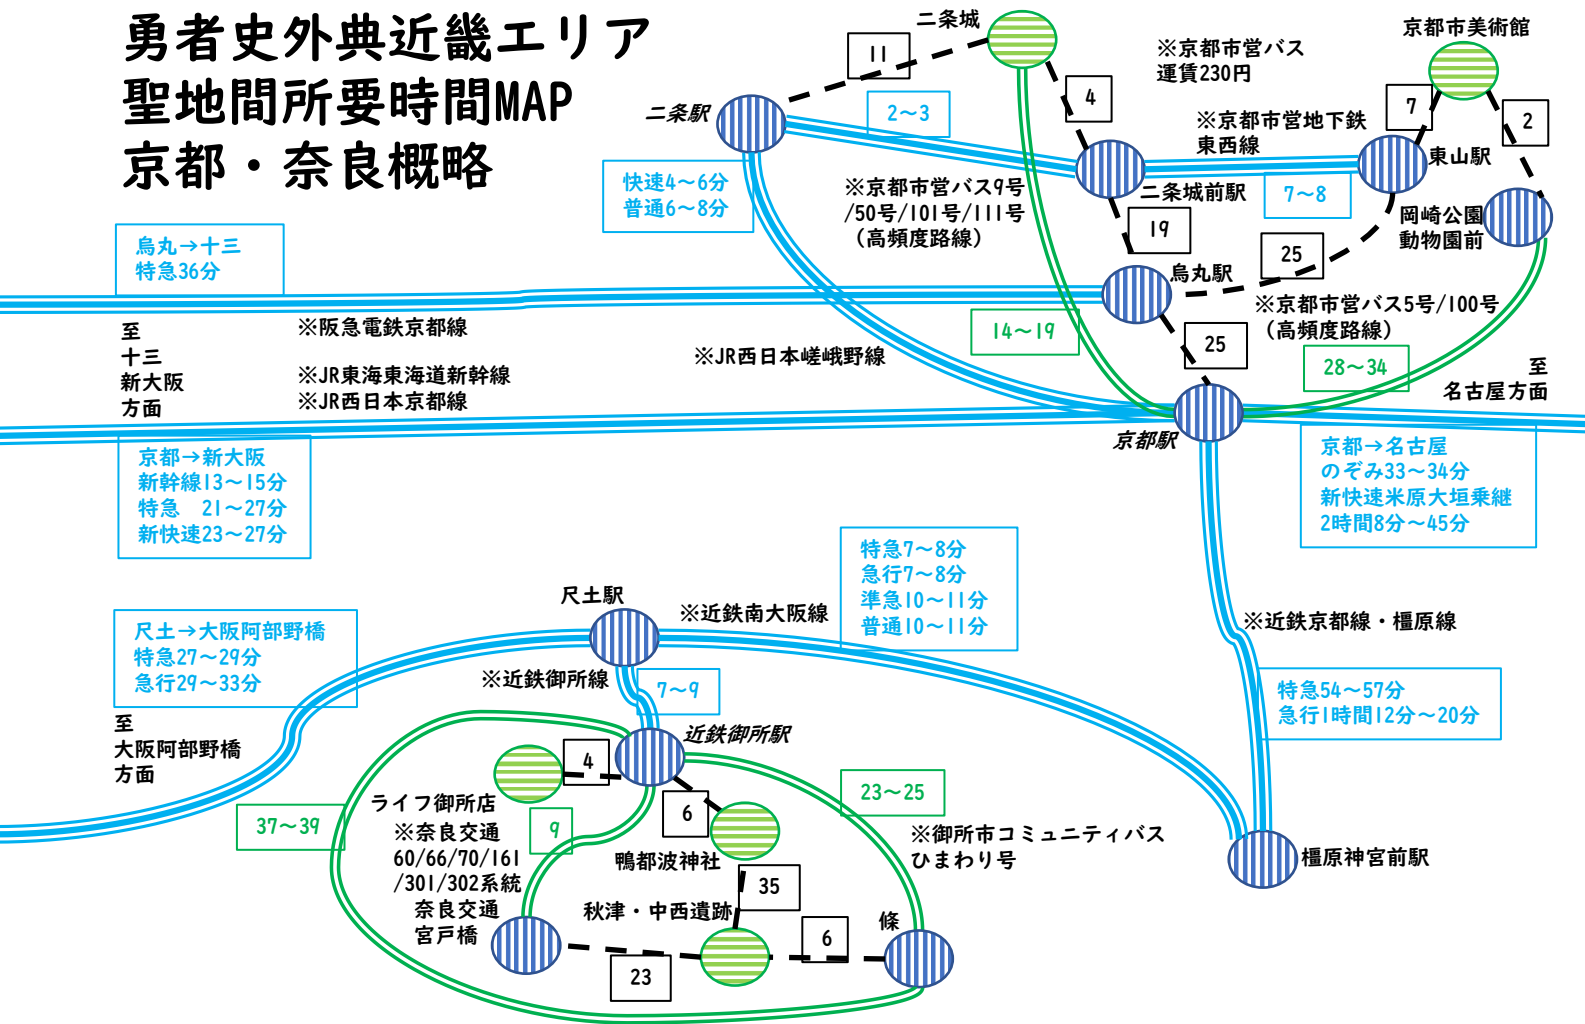 勇者史外典近畿エリア
聖地間所要時間MAP
京都・奈良概略
二条城
11
京都市美術館
※京都市営バス
運賃230円
二条駅
2～3
4
7
2
※京都市営地下鉄
東西線
東山駅
快速4～6分
普通6～8分
※京都市営バス9号
/50号/101号/111号
（高頻度路線）
二条城前駅
7～8
岡崎公園
動物園前
19
25
烏丸→十三
特急36分
烏丸駅
※京都市営バス5号/100号
（高頻度路線）
至
十三
新大阪
方面
※阪急電鉄京都線
※JR東海東海道新幹線
※JR西日本京都線
※JR西日本嵯峨野線
14～19
25
28～34
至
名古屋方面
京都駅
京都→新大阪
新幹線13～15分
特急　21～27分
新快速23～27分
京都→名古屋
のぞみ33～34分
新快速米原大垣乗継
2時間8分～45分
特急7～8分
急行7～8分
準急10～11分
普通10～11分
尺土駅
※近鉄南大阪線
※近鉄京都線・橿原線
尺土→大阪阿部野橋
特急27～29分
急行29～33分
※近鉄御所線
7～9
特急54～57分
急行1時間12分～20分
至
大阪阿部野橋
方面
近鉄御所駅
4
ライフ御所店
6
23～25
37～39
※奈良交通
60/66/70/161
/301/302系統
9
※御所市コミュニティバス
ひまわり号
鴨都波神社
橿原神宮前駅
35
奈良交通
宮戸橋
秋津・中西遺跡
條
6
23